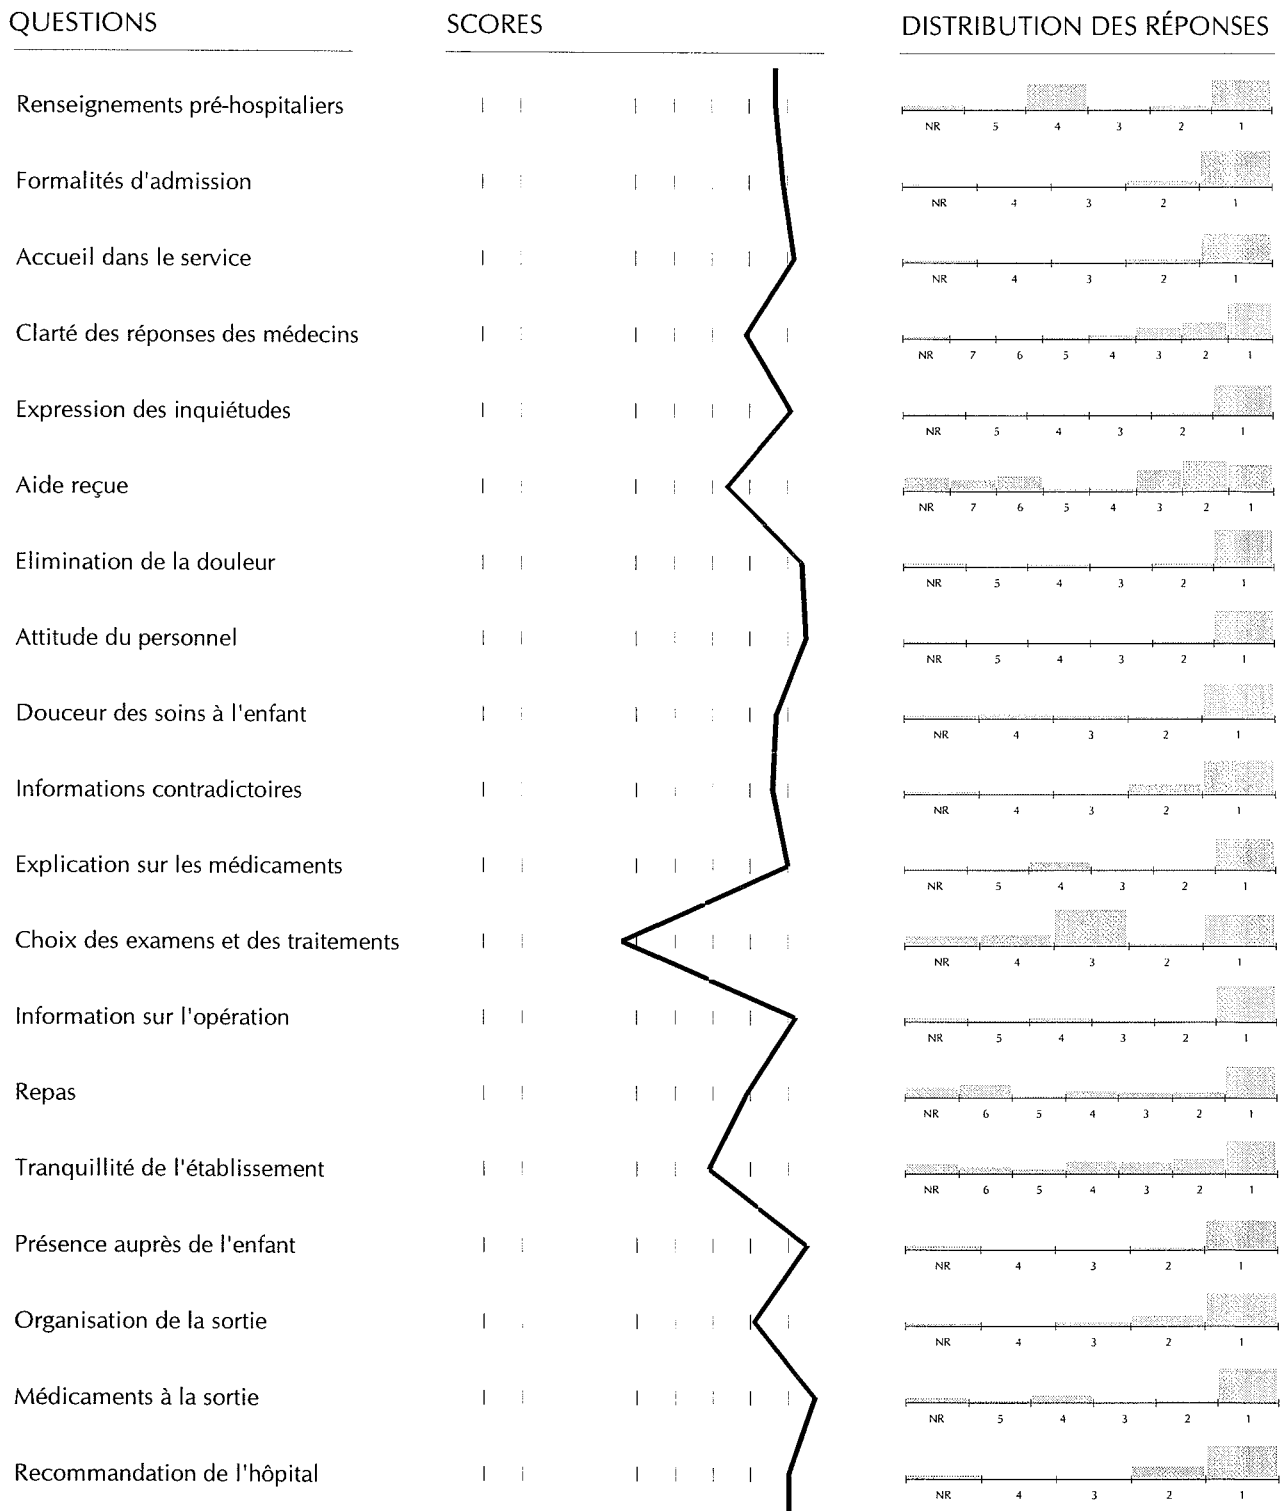 QUESTIONS SCORES DISTRIBUTION DES RÉPONSES
Renseignements pré-hospitaliers
NR 5 4 3 2 1
Formalités d'admission
NR 4 3 2 1
Accueil dans le service
NR 4 3 2 1
Clarté des réponses des médecins
NR 7 6 5 4 3 2 1
Expression des inquiétudes
NR 5 4 3 2 1
Aide reçue
NR 7 6 5 4 3 2 1
Elimination de la douleur
NR 5 4 3 2 1
Attitude du personnel
NR 5 4 3 2 1
Douceur des soins à l'enfant
NR 4 3 2 1
Informations contradictoires
NR 4 3 2 1
Explication sur les médicaments
NR 5 4 3 2 1
Choix des examens et des traitements
NR 4 3 2 1
Information sur l'opération
NR 5 4 3 2 1
Repas
NR 6 5 4 3 2 1
Tranquillité de l'établissement
NR 6 5 4 3 2 1
Présence auprès de l'enfant
NR 4 3 2 1
Organisation de la sortie
NR 4 3 2 1
Médicaments à la sortie
NR 5 4 3 2 1
Recommandation de l'hôpital
NR 4 3 2 1